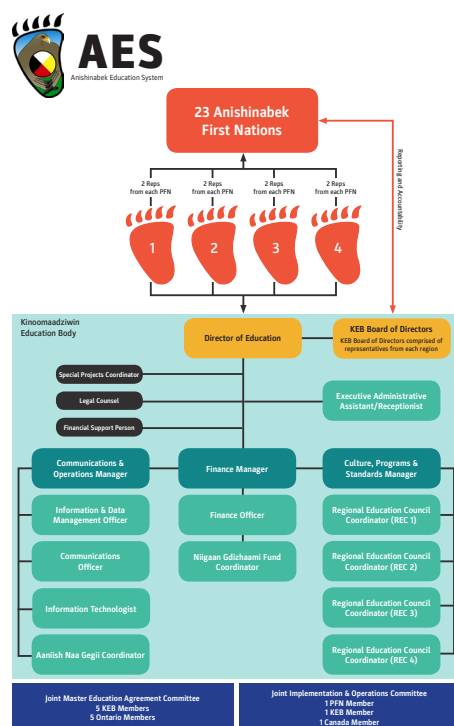 AES
Anishinabek Education System
23 Anishinabek
First Nations
Reporting and Accountability
2 Reps
from each PFN
2 Reps
from each PFN
2 Reps
from each PFN
2 Reps
from each PFN
1
2
3
4
Kinoomaadziwin
Education Body
Director of Education
KEB Board of Directors
KEB Board of Directors comprised of
representatives from each region
Special Projects Coordinator
Legal Counsel
Financial Support Person
Executive Administrative
Assistant/Receptionist
Communications &
Operations Manager
Finance Manager
Culture, Programs &
Standards Manager
Information & Data
Management Officer
Finance Officer
Regional Education Council
Coordinator (REC 1)
Communications
Officer
Niigaan Gdizhaami Fund
Coordinator
Regional Education Council
Coordinator (REC 2)
Information Technologist
Regional Education Council
Coordinator (REC 3)
Aaniish Naa Gegii Coordinator
Regional Education Council
Coordinator (REC 4)
Joint Master Education Agreement Committee
5 KEB Members
5 Ontario Members
Joint Implementation & Operations Committee
1 PFN Member
1 KEB Member
1 Canada Member